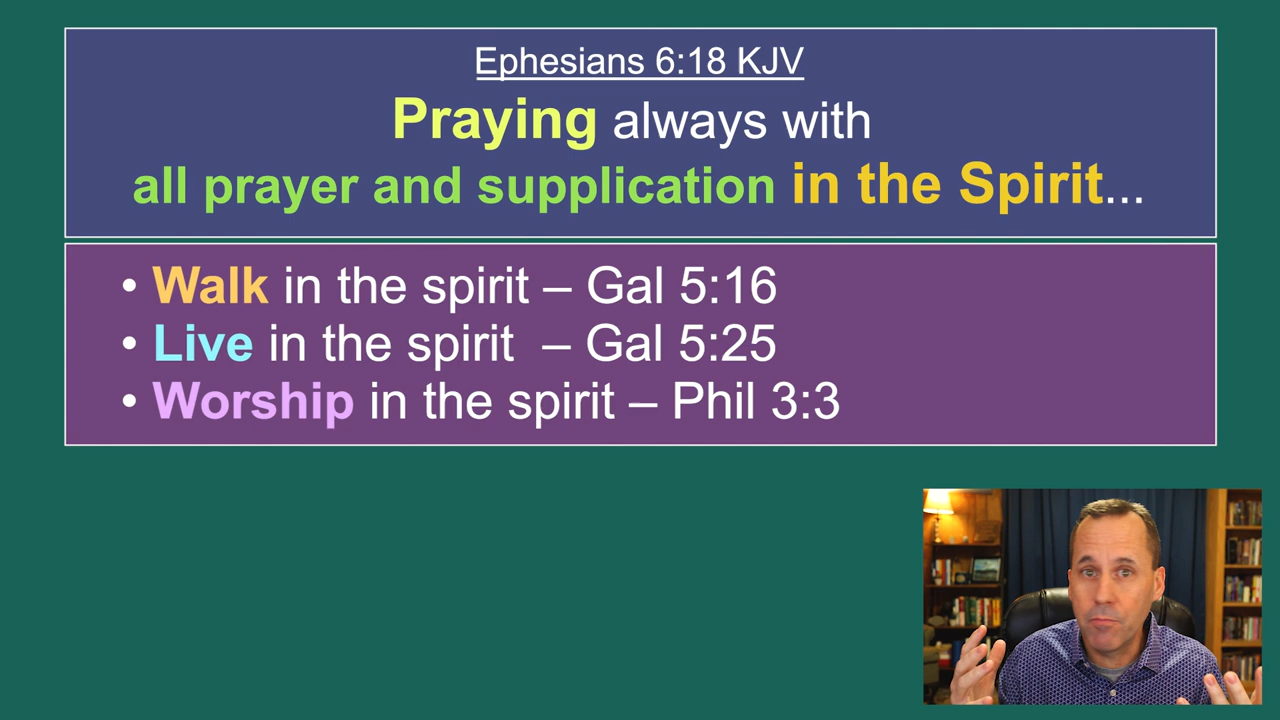 Ephesians 6:18 KJV
Praying always with
all prayer and supplication in the Spirit...
• Walk in the spirit – Gal 5:16
• Live in the spirit – Gal 5:25
• Worship in the spirit – Phil 3:3